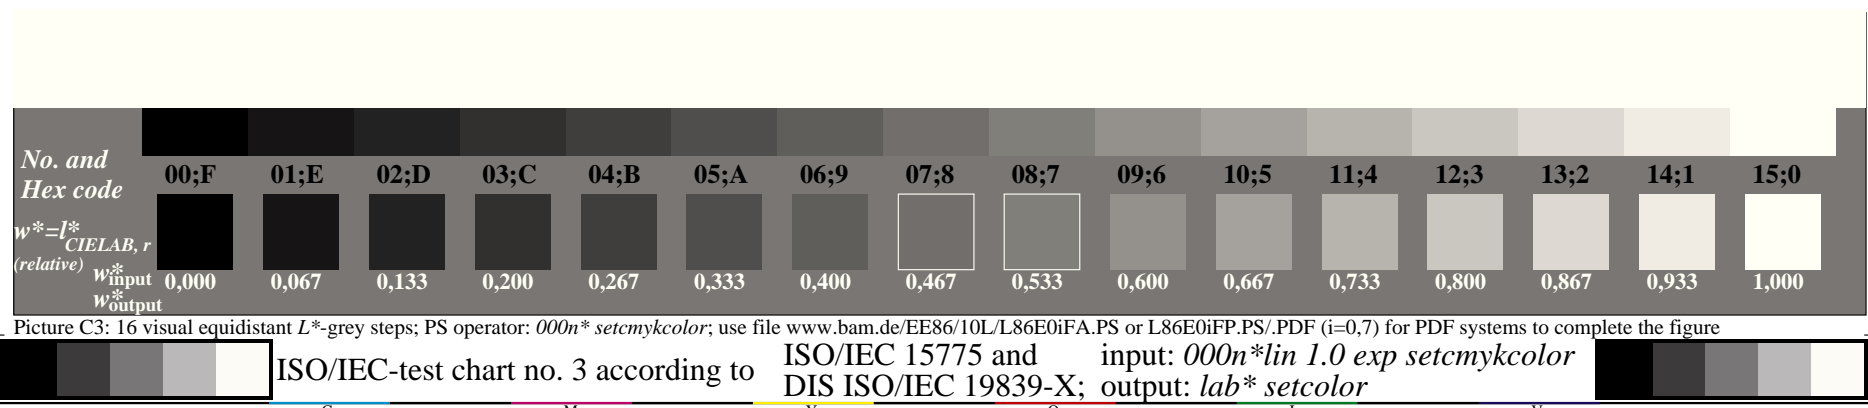 No. and
Hex code
00;F 01;E 02;D 03;C 04;B 05;A 06;9 07;8 08;7 09;6 10;5 11;4 12;3 13;2 14;1 15;0
w*=l*CIELAB, r
(relative)
w*input 0,000 0,067 0,133 0,200 0,267 0,333 0,400 0,467 0,533 0,600 0,667 0,733 0,800 0,867 0,933 1,000
w*output
Picture C3: 16 visual equidistant L*-grey steps; PS operator: 000n* setcmykcolor; use file www.bam.de/EE86/10L/L86E0iFA.PS or L86E0iFP.PS/.PDF (i=0,7) for PDF systems to complete the figure
ISO/IEC-test chart no. 3 according to
ISO/IEC 15775 and input: 000n*lin 1.0 exp setcmykcolor
DIS ISO/IEC 19839-X; output: lab* setcolor